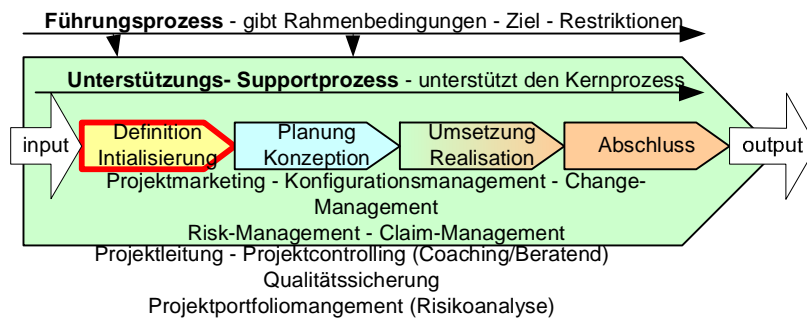 Führungsprozess - gibt Rahmenbedingungen - Ziel - Restriktionen
Unterstützungs- Supportprozess - unterstützt den Kernprozess
input
Definition
Intialisierung
Planung
Konzeption
Umsetzung
Realisation
Abschluss
output
Projektmarketing - Konfigurationsmanagement - Change-
Management
Risk-Management - Claim-Management
Projektleitung - Projektcontrolling (Coaching/Beratend)
Qualitätssicherung
Projektportfoliomangement (Risikoanalyse)